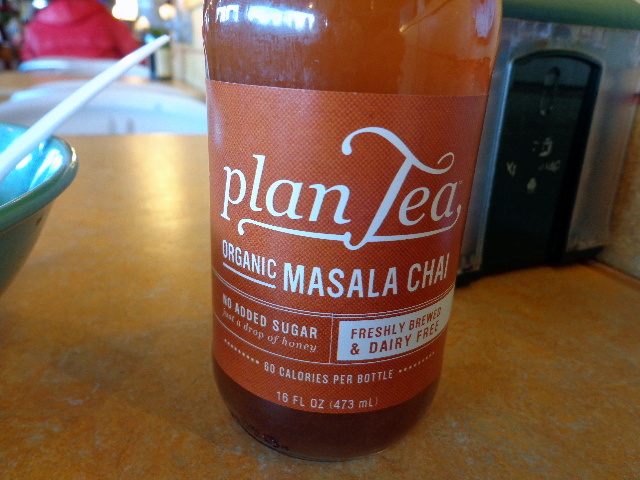 plan Tea
ORGANIC MASALA CHAI
NO ADDED SUGAR
just a drop of honey
FRESHLY BREWED
& DAIRY FREE
60 CALORIES PER BOTTLE
16 FL OZ (473 mL)